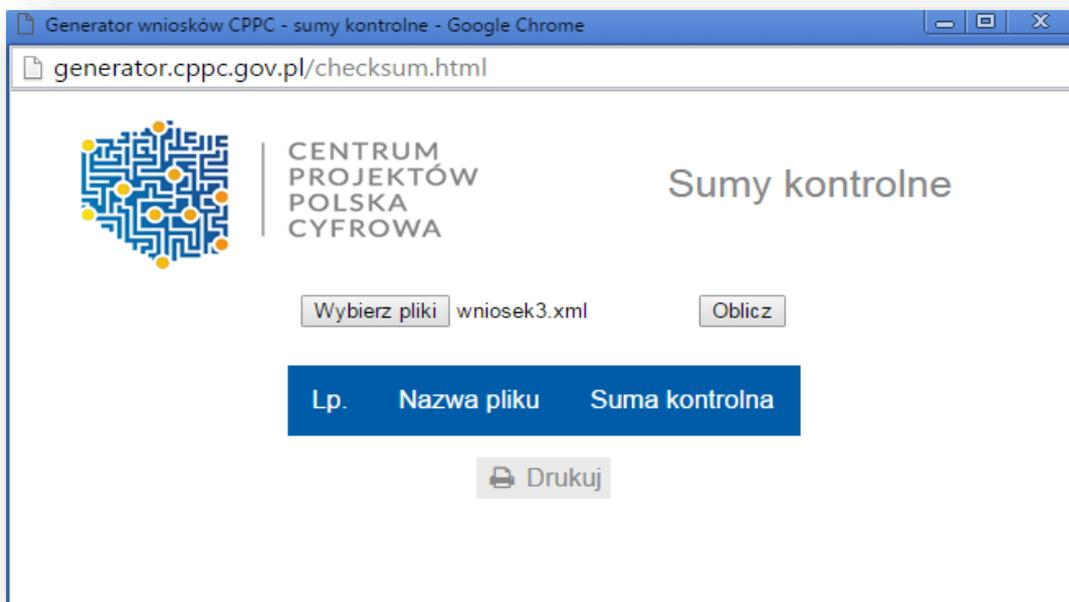 Generator wniosków CPPC - sumy kontrolne - Google Chrome
generator.cppc.gov.pl/checksum.html
CENTRUM
PROJEKTÓW
POLSKA
CYFROWA
Sumy kontrolne
Wybierz pliki wniosek3.xml Oblicz
Lp. Nazwa pliku Suma kontrolna
Drukuj